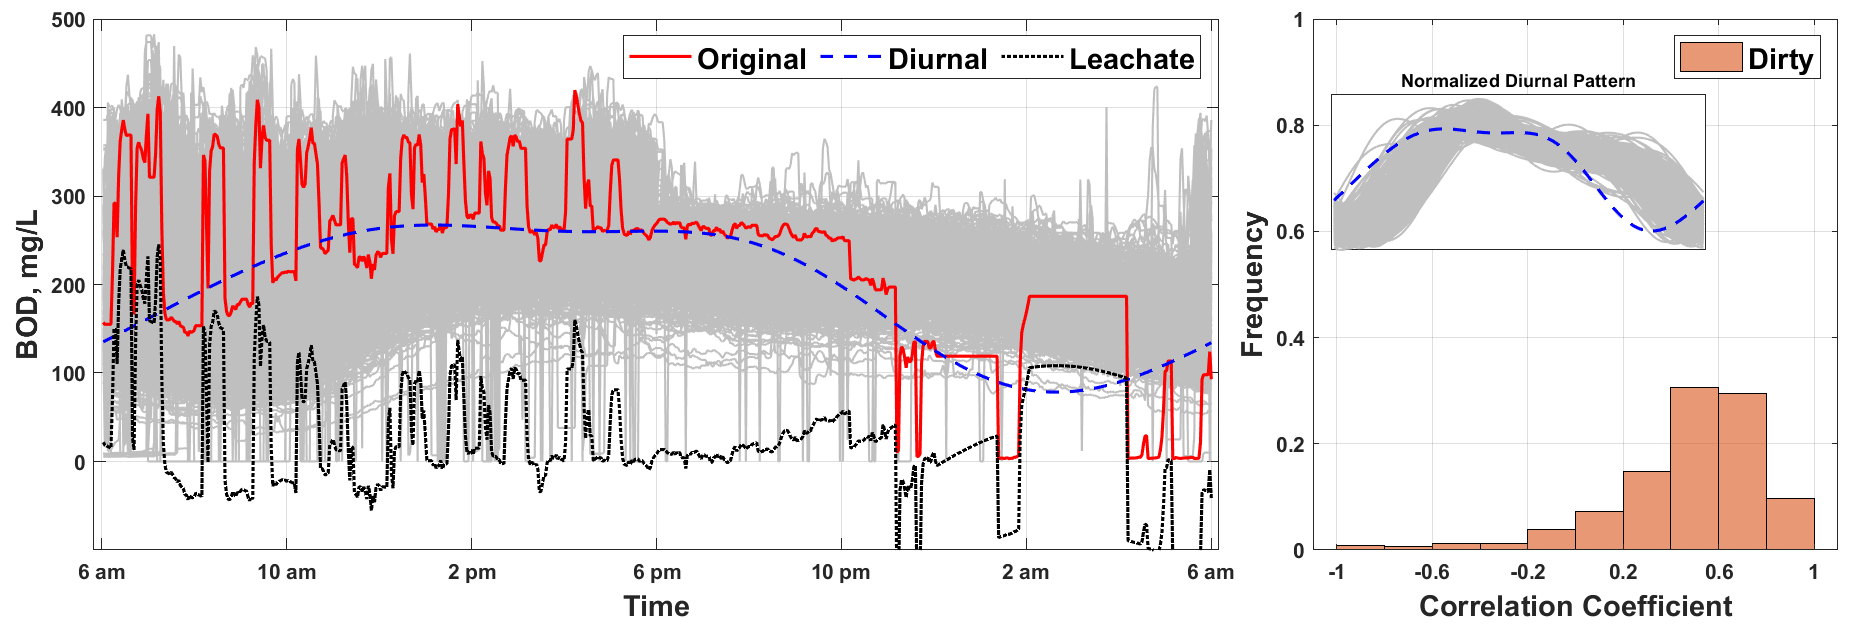 500
400
300
200
100
0
BOD, mg/L
Original Diurnal Leachate
6 am 10 am 2 pm 6 pm 10 pm 2 am 6 am
Time
1
0.8
0.6
0.4
0.2
0
Frequency
Dirty
Normalized Diurnal Pattern
-1 -0.6 -0.2 0.2 0.6 1
Correlation Coefficient